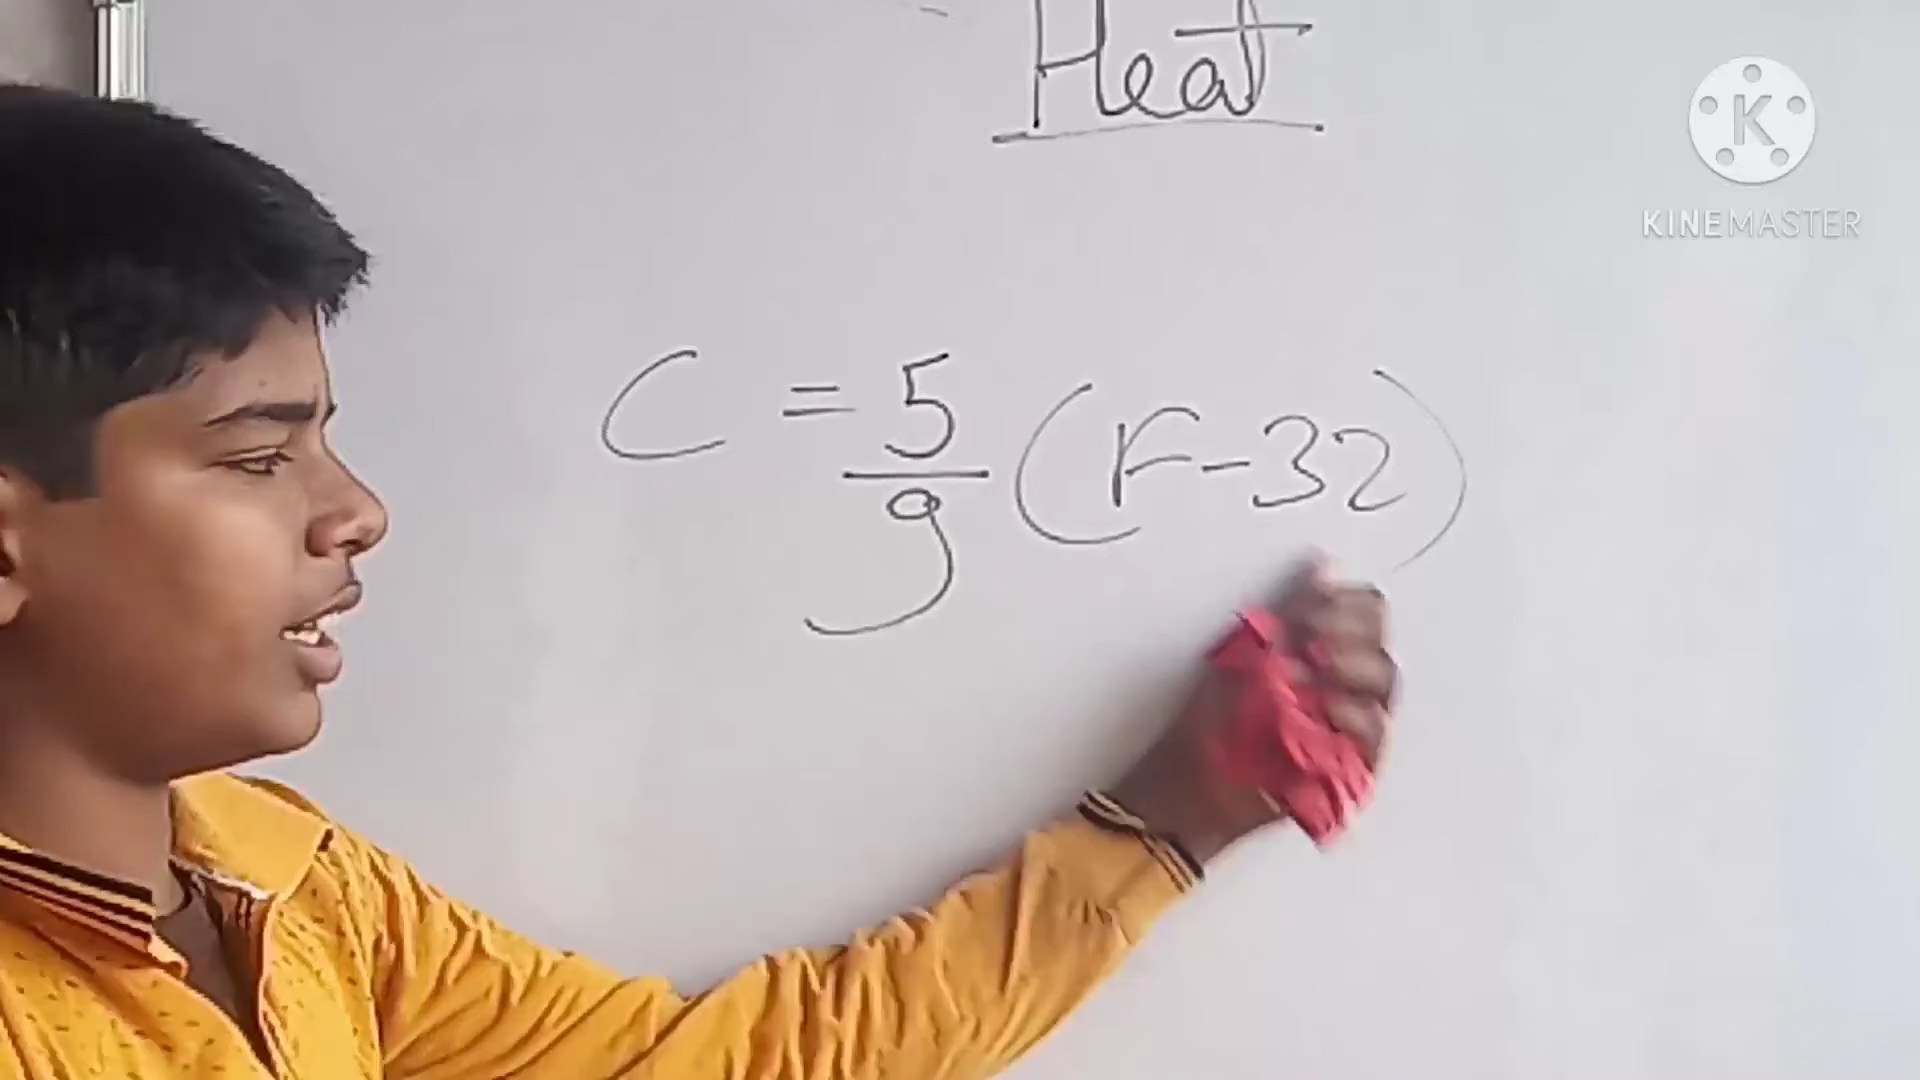 Heat
K
KINEMASTER
C = 5/9 (F-32)